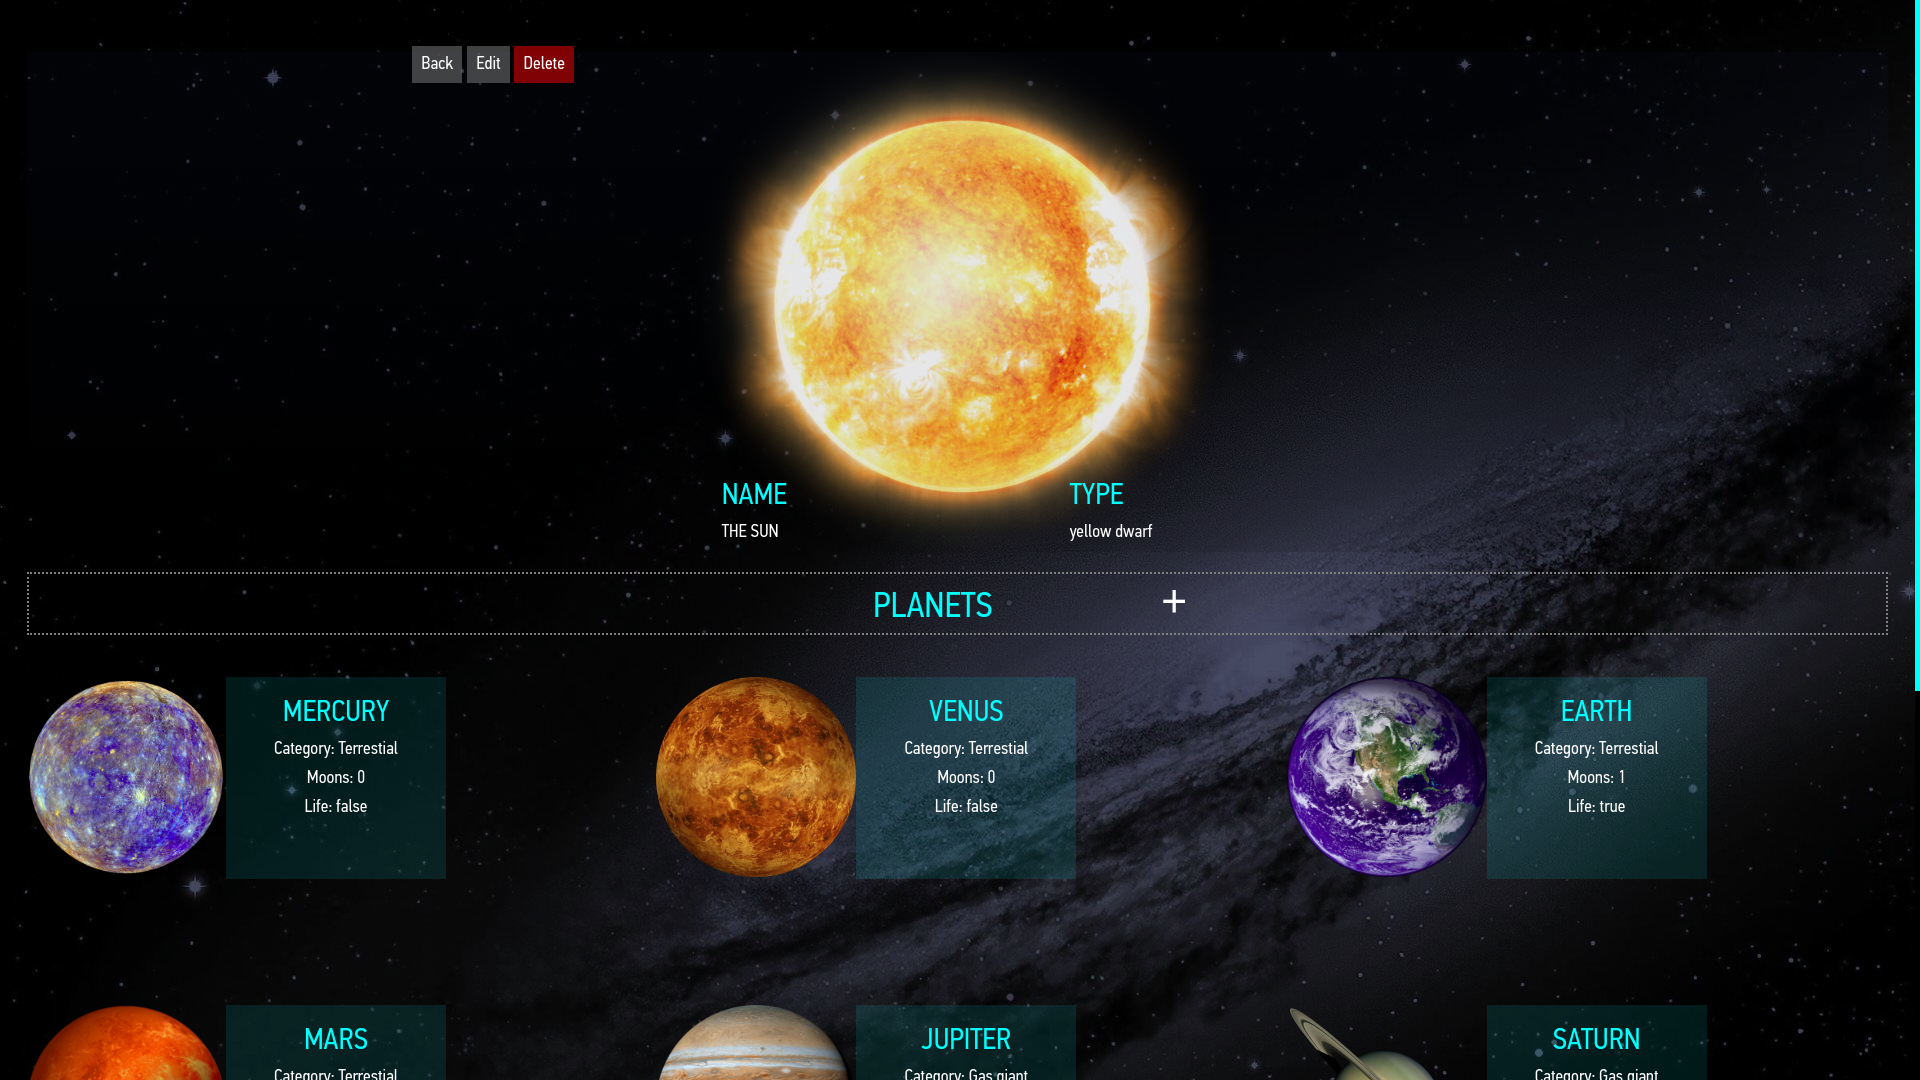 Back Edit Delete
NAME TYPE
THE SUN yellow dwarf
PLANETS +
MERCURY
Category: Terrestial
Moons: 0
Life: false
VENUS
Category: Terrestial
Moons: 0
Life: false
EARTH
Category: Terrestial
Moons: 1
Life: true
MARS
Category: Terrestial
JUPITER
Category: Gas giant
SATURN
Category: Gas giant